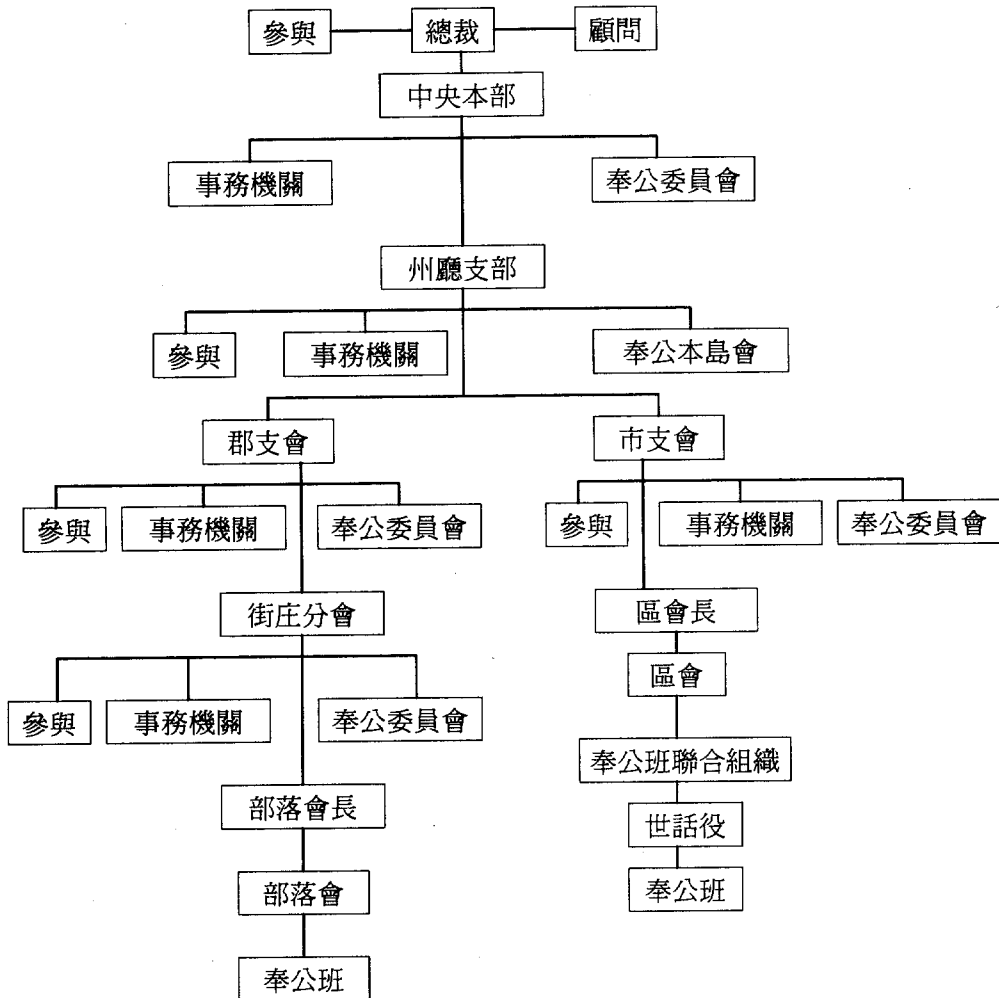 參與
總裁
顧問
中央本部
事務機關
奉公委員會
州廳支部
參與
事務機關
奉公本島會
郡支會
市支會
參與
事務機關
奉公委員會
參與
事務機關
奉公委員會
街庄分會
區會長
參與
事務機關
奉公委員會
區會
奉公班聯合組織
部落會長
世話役
部落會
奉公班
奉公班